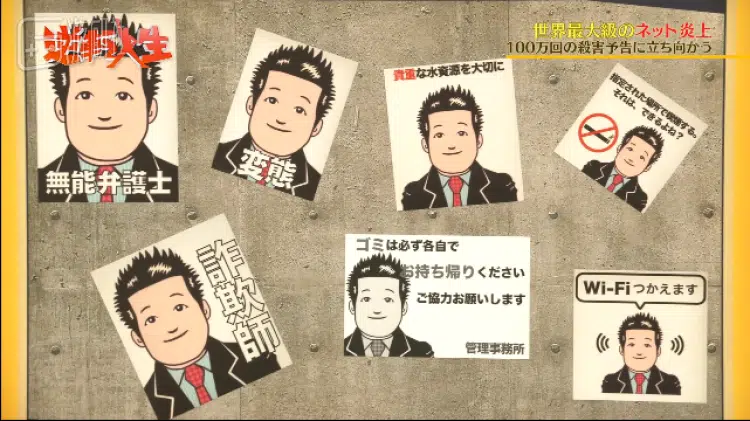 逆転人生
世界最大級のネット炎上
100万回の殺害予告に立ち向かう
無能弁護士
変態
貴重な水資源を大切に
指定された場所で喫煙する。
それは、できるよね?
詐欺師
ゴミは必ず各自で
お持ち帰りください
ご協力お願いします
管理事務所
Wi-Fiつかえます